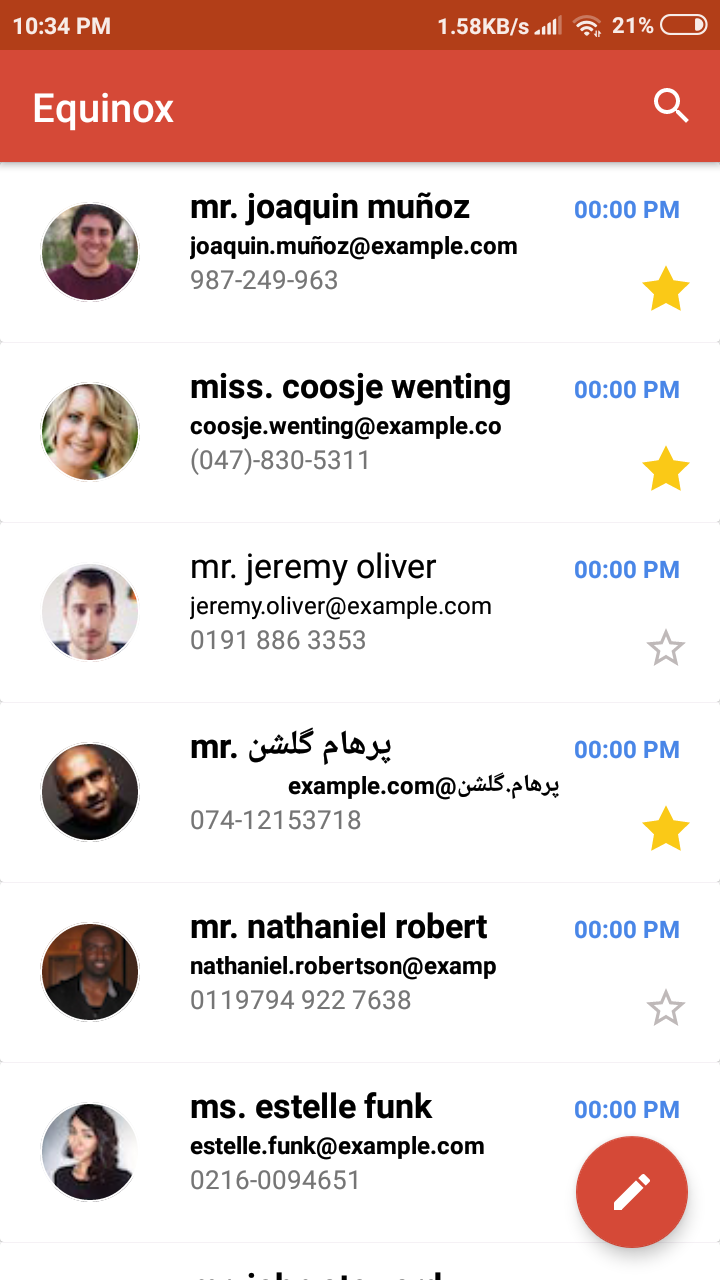 10:34 PM 1.58KB/s 21%
Equinox
mr. joaquin muñoz 00:00 PM
joaquin.muñoz@example.com
987-249-963
miss. coosje wenting 00:00 PM
coosje.wenting@example.co
(047)-830-5311
mr. jeremy oliver 00:00 PM
jeremy.oliver@example.com
0191 886 3353
mr. پرهام گلشن 00:00 PM
پرهام.گلشن@example.com
074-12153718
mr. nathaniel robert 00:00 PM
nathaniel.robertson@examp
0119794 922 7638
ms. estelle funk 00:00 PM
estelle.funk@example.com
0216-0094651